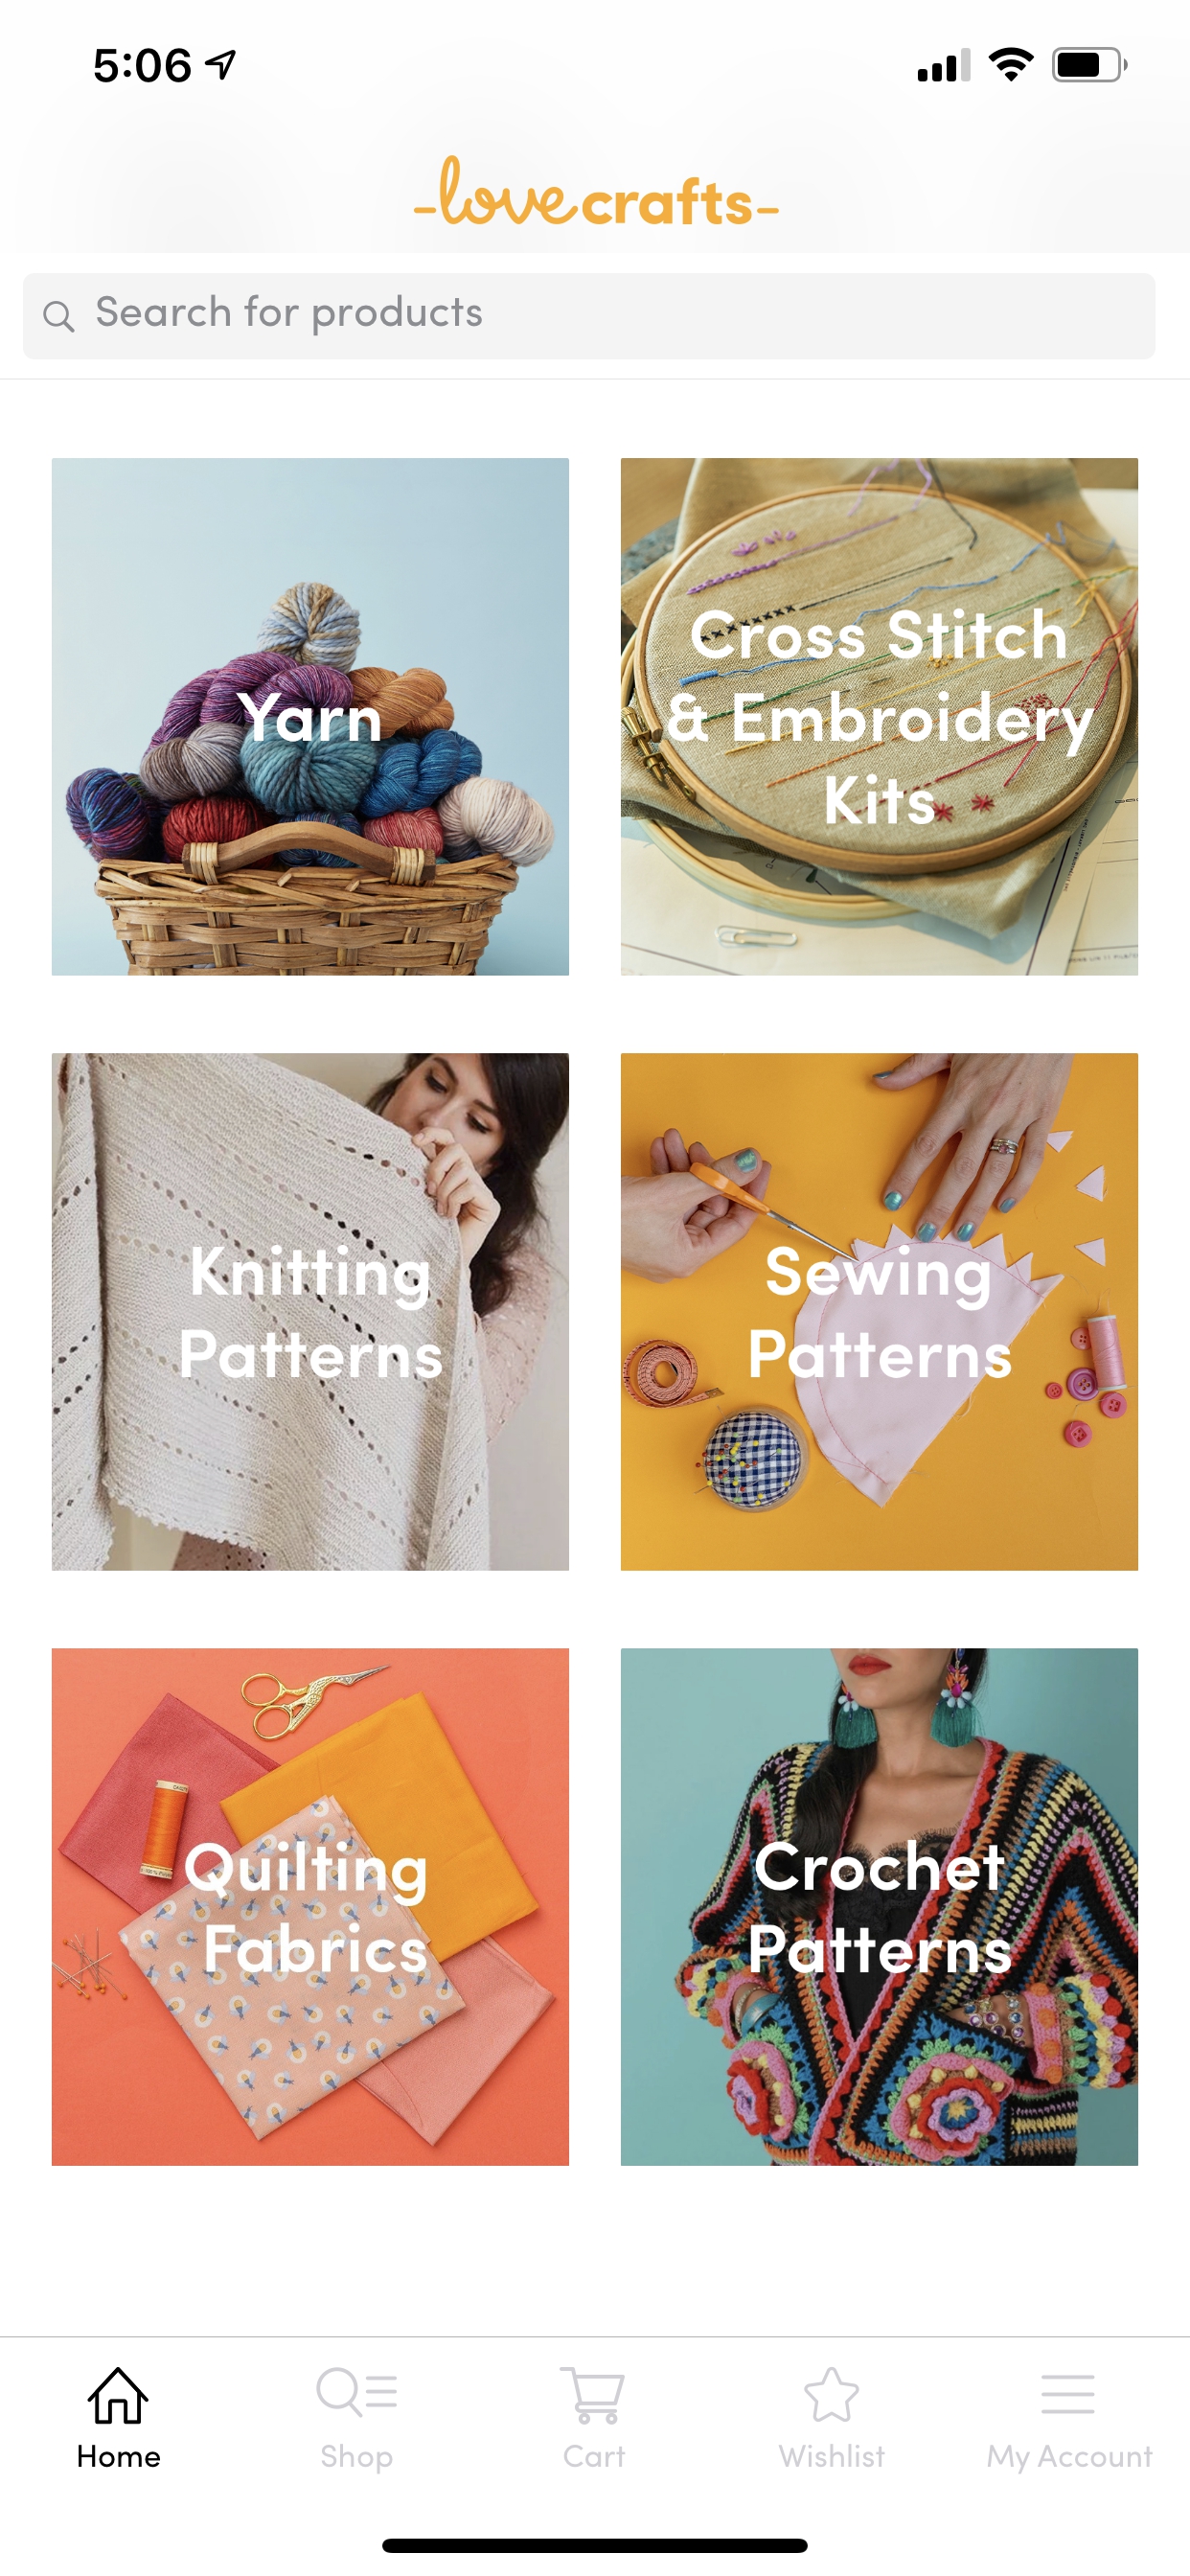 5:06
-lovecrafts-
Search for products
Yarn
Cross Stitch
& Embroidery
Kits
Knitting
Patterns
Sewing
Patterns
Quilting
Fabrics
Crochet
Patterns
Home
Shop
Cart
Wishlist
My Account